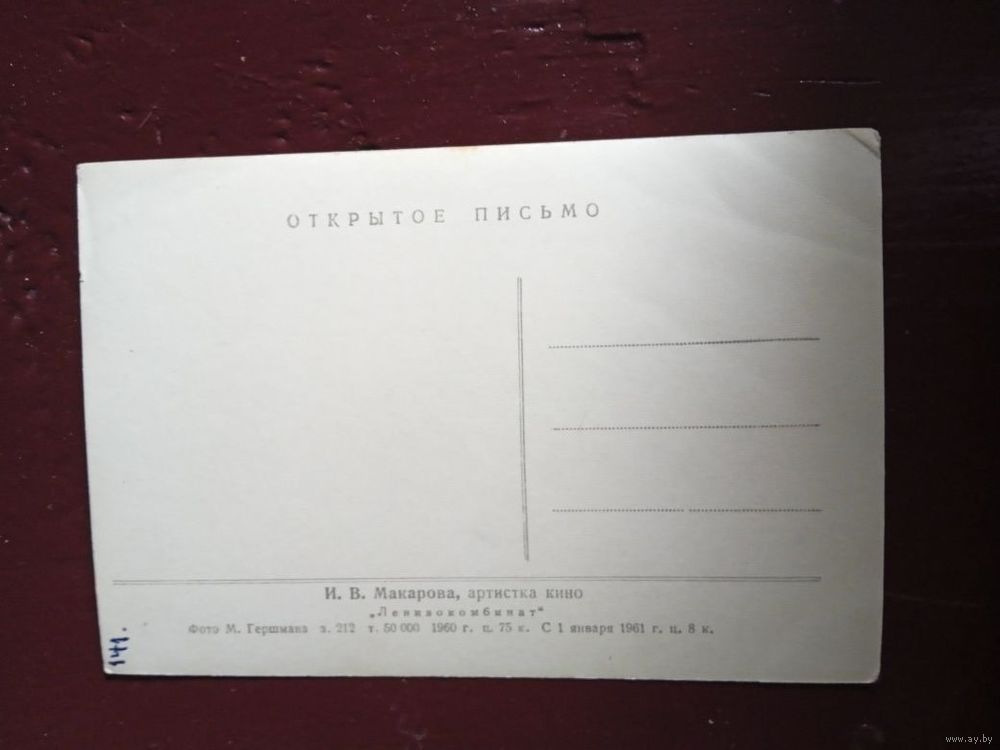 ОТКРЫТОЕ ПИСЬМО
И. В. Макарова, артистка кино
„Ленизокомбинат“
Фото М. Гершмана з. 212 т. 50 000 1960 г. ц. 75 к. С 1 января 1961 г. ц. 8 к.
141.
www.ay.by